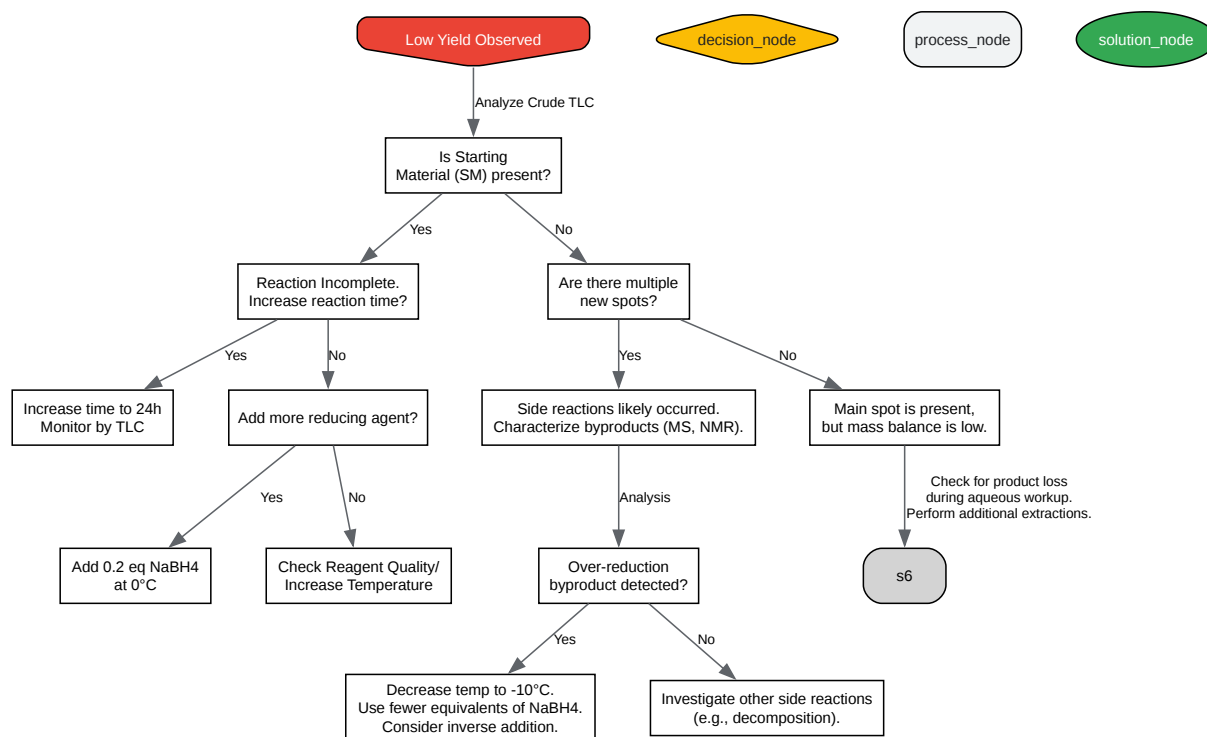 Low Yield Observed
decision_node
process_node
solution_node
Analyze Crude TLC
Is Starting
Material (SM) present?
Yes
No
Reaction Incomplete.
Increase reaction time?
Are there multiple
new spots?
Yes
No
Yes
No
Increase time to 24h
Monitor by TLC
Add more reducing agent?
Side reactions likely occurred.
Characterize byproducts (MS, NMR).
Main spot is present,
but mass balance is low.
Yes
No
Analysis
Check for product loss
during aqueous workup.
Perform additional extractions.
Add 0.2 eq NaBH4
at 0°C
Check Reagent Quality/
Increase Temperature
Over-reduction
byproduct detected?
s6
Yes
No
Decrease temp to -10°C.
Use fewer equivalents of NaBH4.
Consider inverse addition.
Investigate other side reactions
(e.g., decomposition).